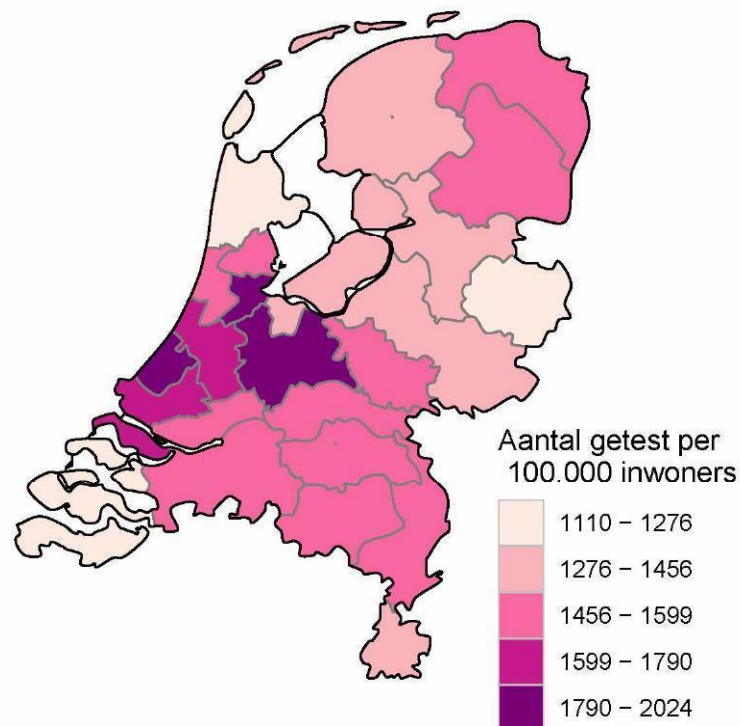 Aantal getest per
100.000 inwoners
1110 – 1276
1276 – 1456
1456 – 1599
1599 – 1790
1790 – 2024